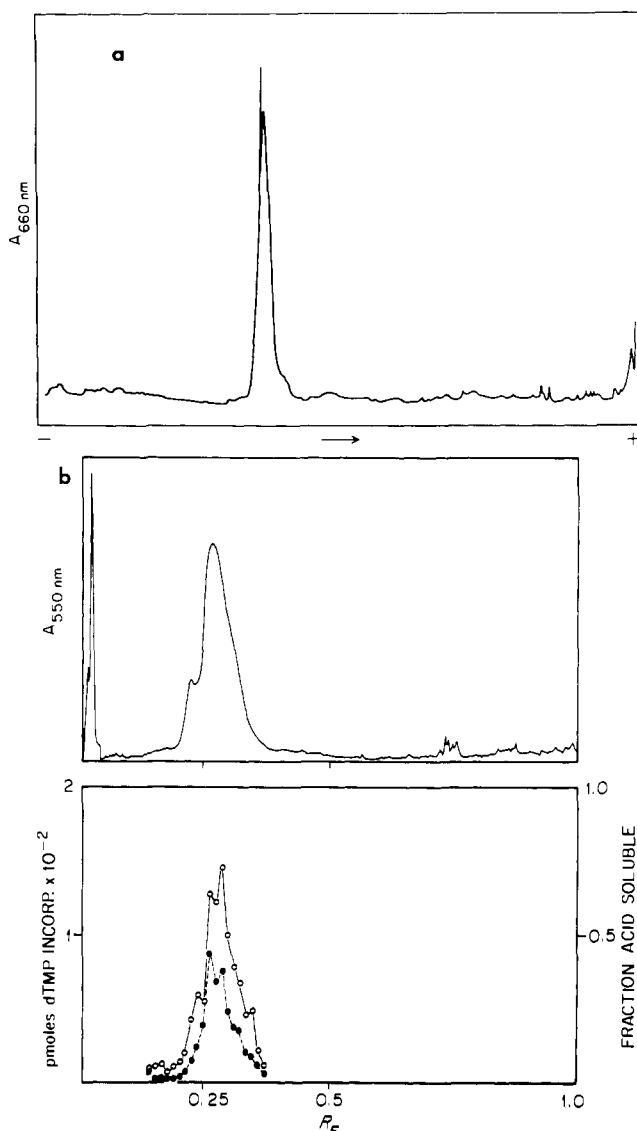 a
A660 nm
− → +
b
A550 nm
2
1
pmoles dTMP INCORP. x 10⁻²
1.0
0.5
FRACTION ACID SOLUBLE
0.25 0.5 1.0
RF